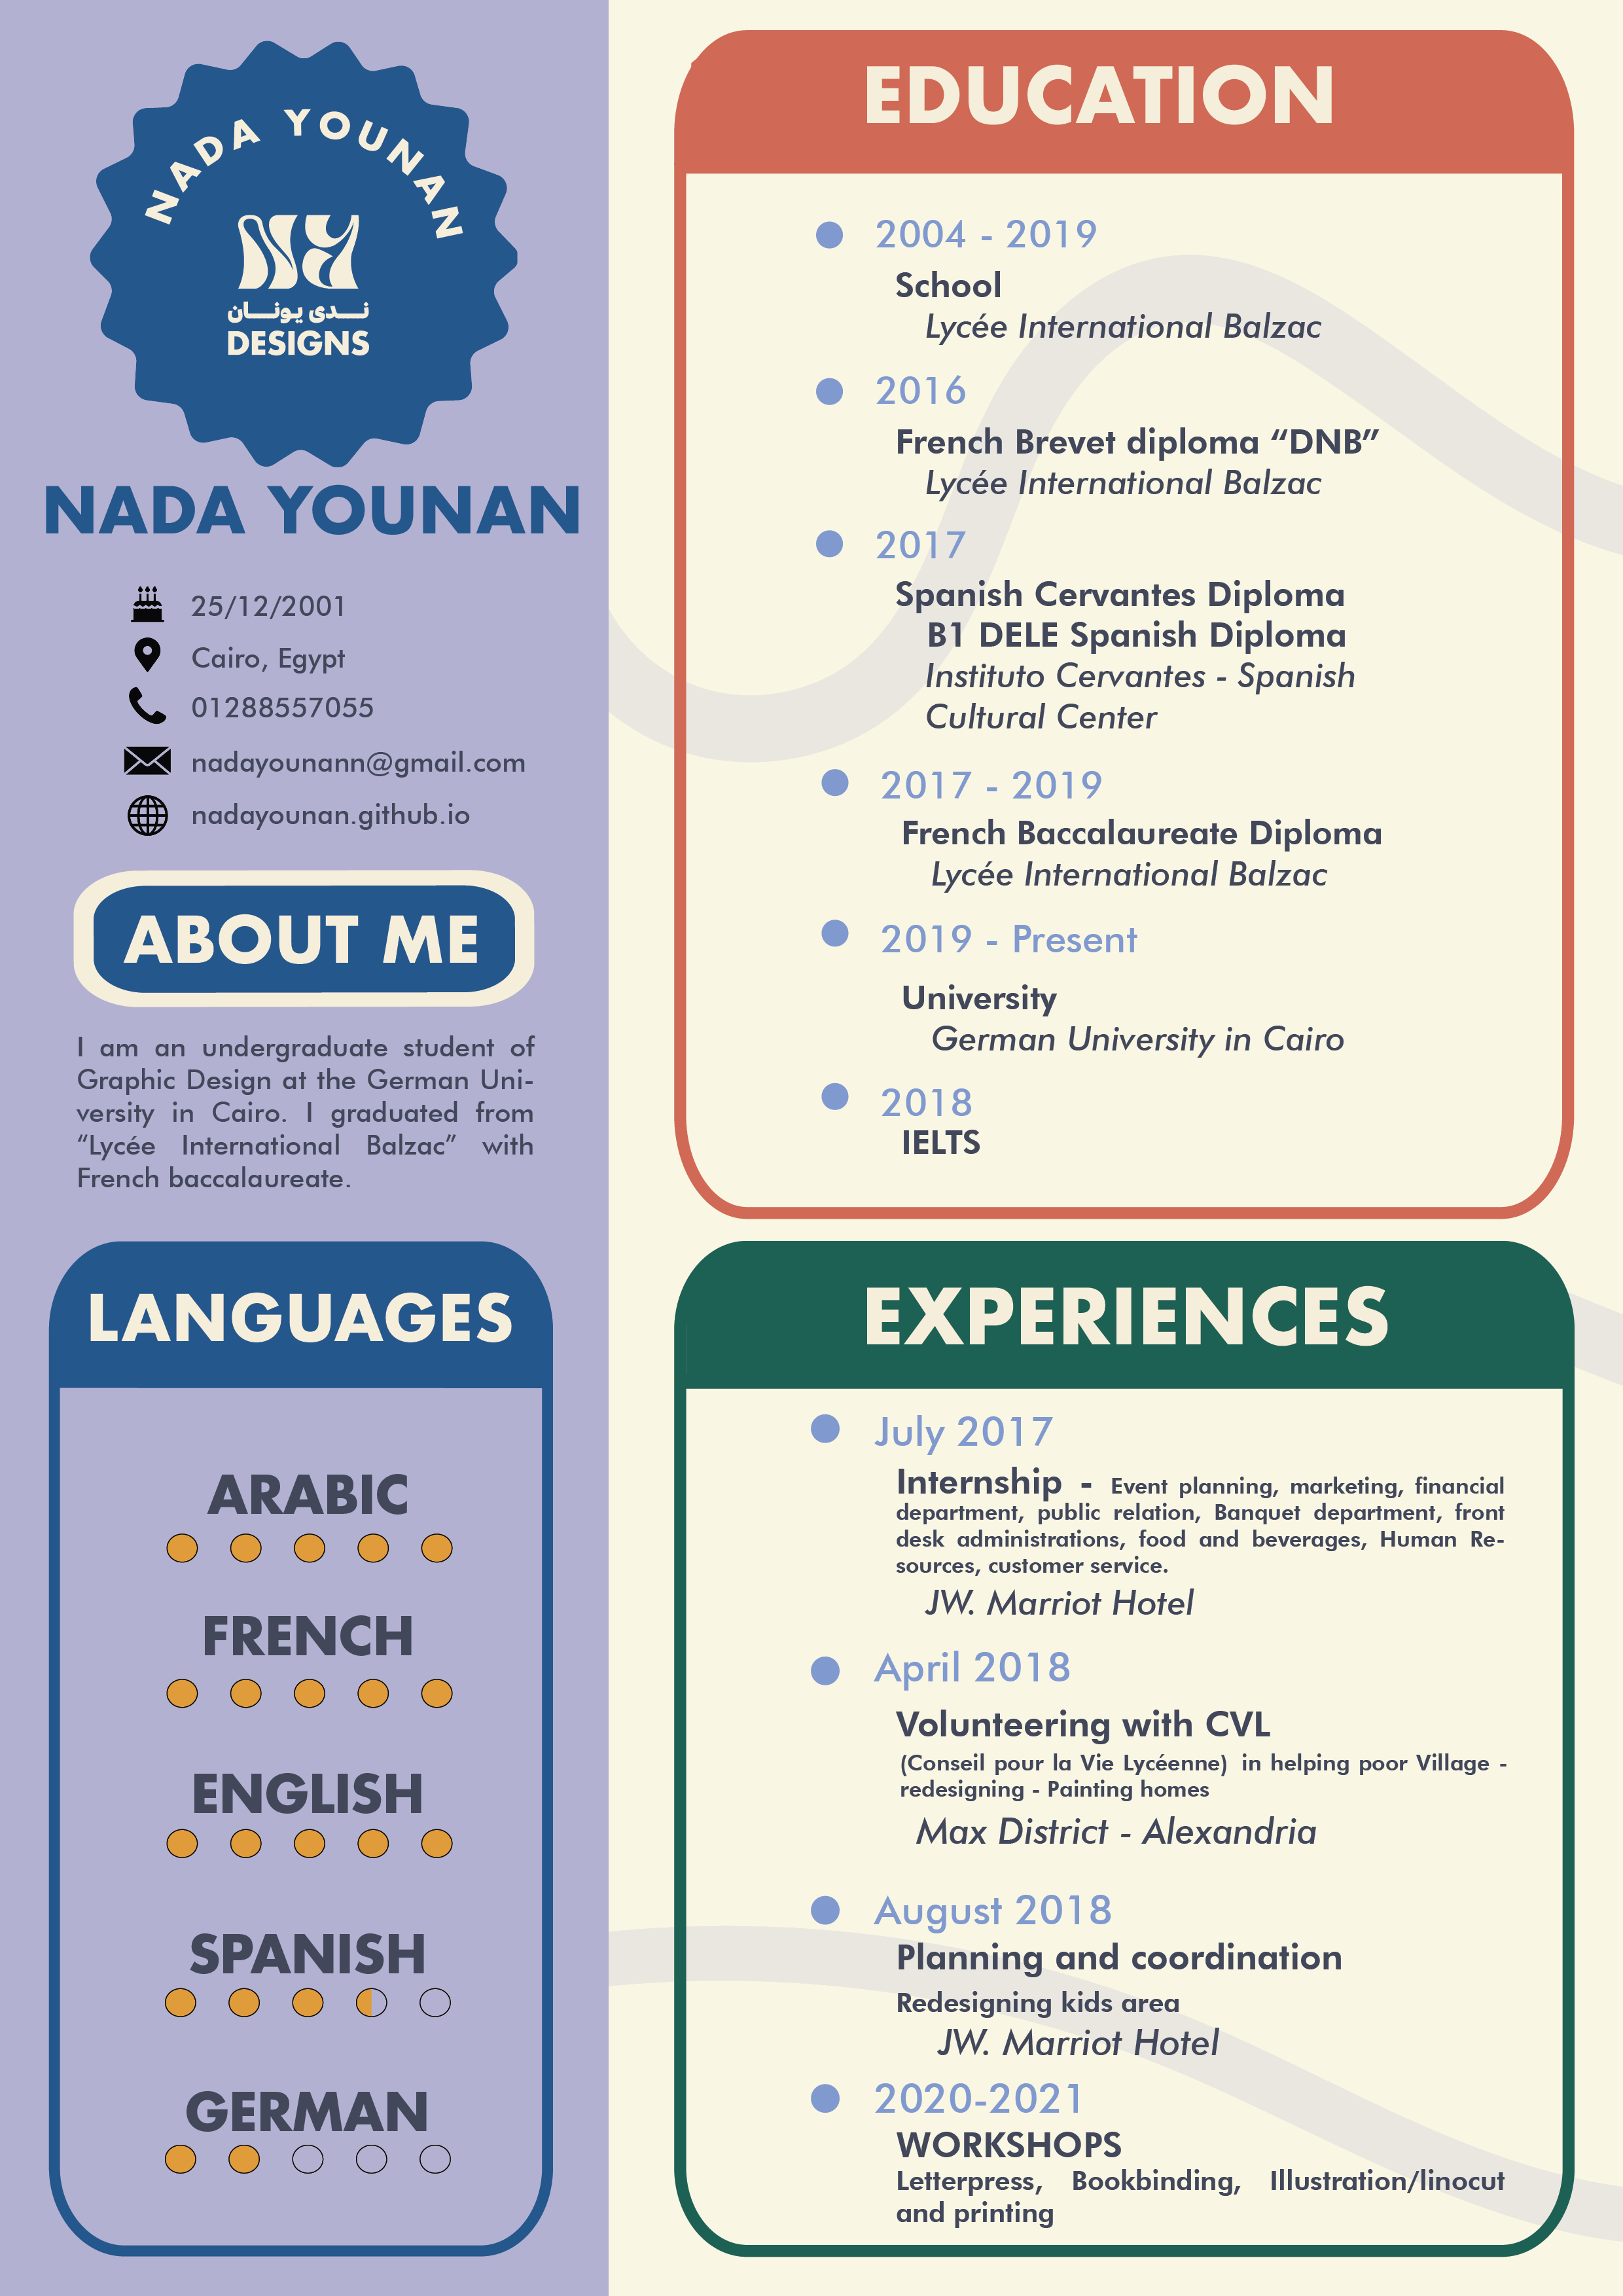 NADA YOUNAN
نـــدى يونـــان
DESIGNS
NADA YOUNAN
25/12/2001
Cairo, Egypt
01288557055
nadayounann@gmail.com
nadayounan.github.io
ABOUT ME
I am an undergraduate student of
Graphic Design at the German Uni-
versity in Cairo. I graduated from
“Lycée International Balzac” with
French baccalaureate.
LANGUAGES
ARABIC
FRENCH
ENGLISH
SPANISH
GERMAN
EDUCATION
2004 - 2019
School
Lycée International Balzac
2016
French Brevet diploma “DNB”
Lycée International Balzac
2017
Spanish Cervantes Diploma
B1 DELE Spanish Diploma
Instituto Cervantes - Spanish
Cultural Center
2017 - 2019
French Baccalaureate Diploma
Lycée International Balzac
2019 - Present
University
German University in Cairo
2018
IELTS
EXPERIENCES
July 2017
Internship - Event planning, marketing, financial
department, public relation, Banquet department, front
desk administrations, food and beverages, Human Re-
sources, customer service.
JW. Marriot Hotel
April 2018
Volunteering with CVL
(Conseil pour la Vie Lycéenne) in helping poor Village -
redesigning - Painting homes
Max District - Alexandria
August 2018
Planning and coordination
Redesigning kids area
JW. Marriot Hotel
2020-2021
WORKSHOPS
Letterpress, Bookbinding, Illustration/linocut
and printing